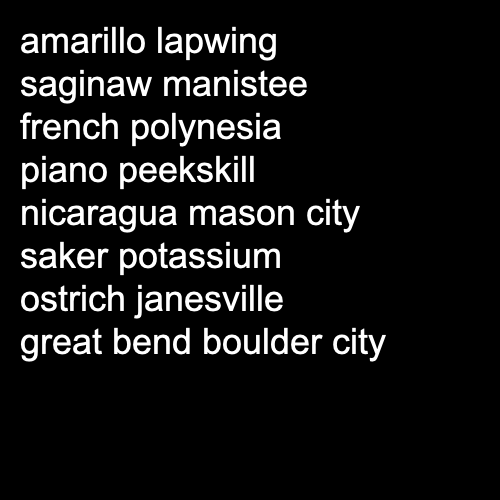 amarillo lapwing
saginaw manistee
french polynesia
piano peekskill
nicaragua mason city
saker potassium
ostrich janesville
great bend boulder city